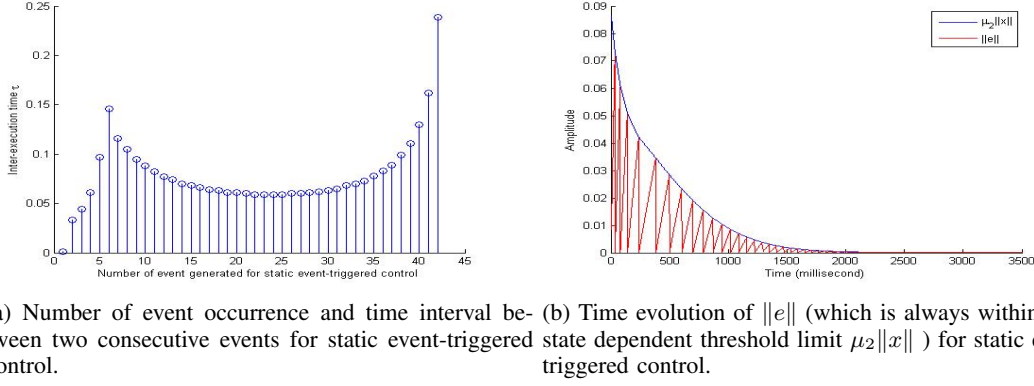 0.25
0.2
0.15
0.1
0.05
0
Inter-execution time τ
0 5 10 15 20 25 30 35 40 45
Number of event generated for static event-triggered control
0.09
0.08
0.07
0.06
0.05
0.04
0.03
0.02
0.01
0
Amplitude
μ2||x||
||e||
0 500 1000 1500 2000 2500 3000 3500
Time (millisecond)
a) Number of event occurrence and time interval be-
ween two consecutive events for static event-triggered
ontrol.
(b) Time evolution of ‖e‖ (which is always within
state dependent threshold limit μ2‖x‖ ) for static
triggered control.